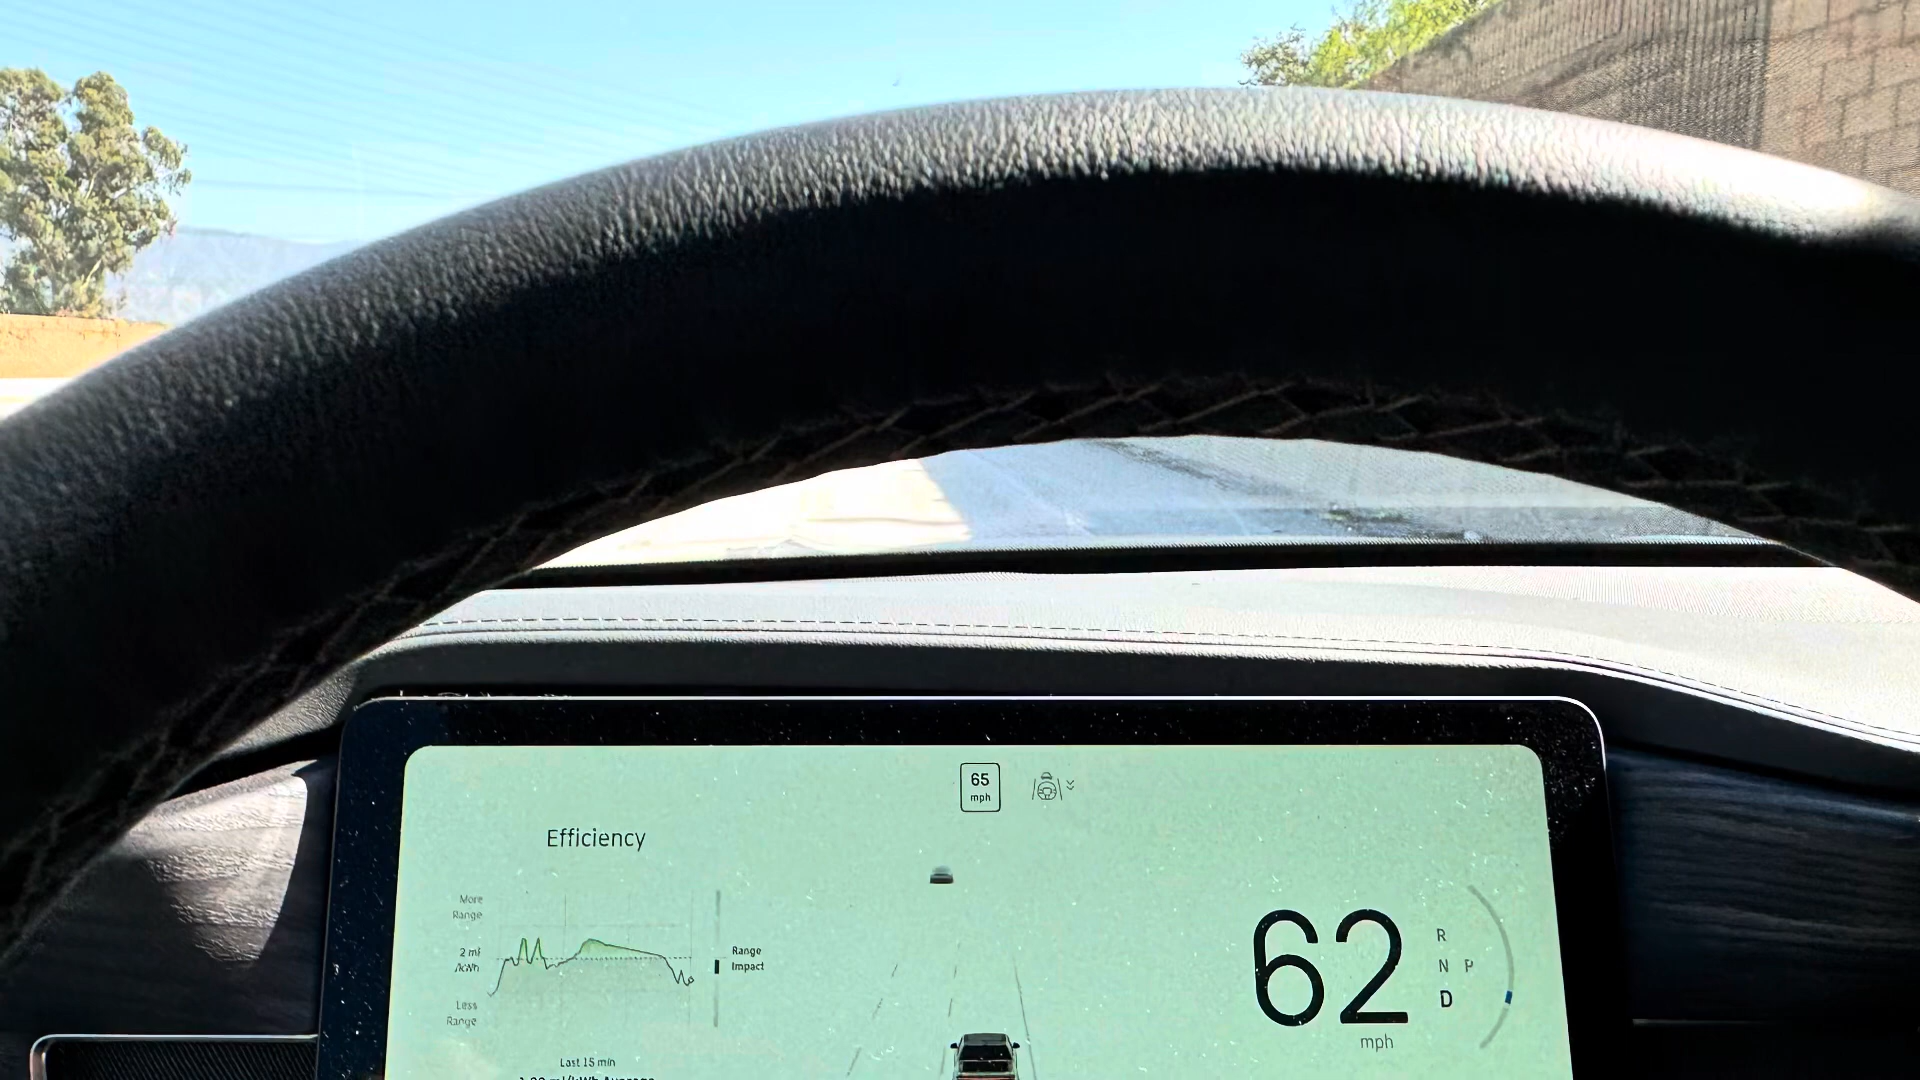 65
mph
Efficiency
More
Range
2 mi
/kWh
Less
Range
Range
Impact
Last 15 min
62
mph
R
N P
D